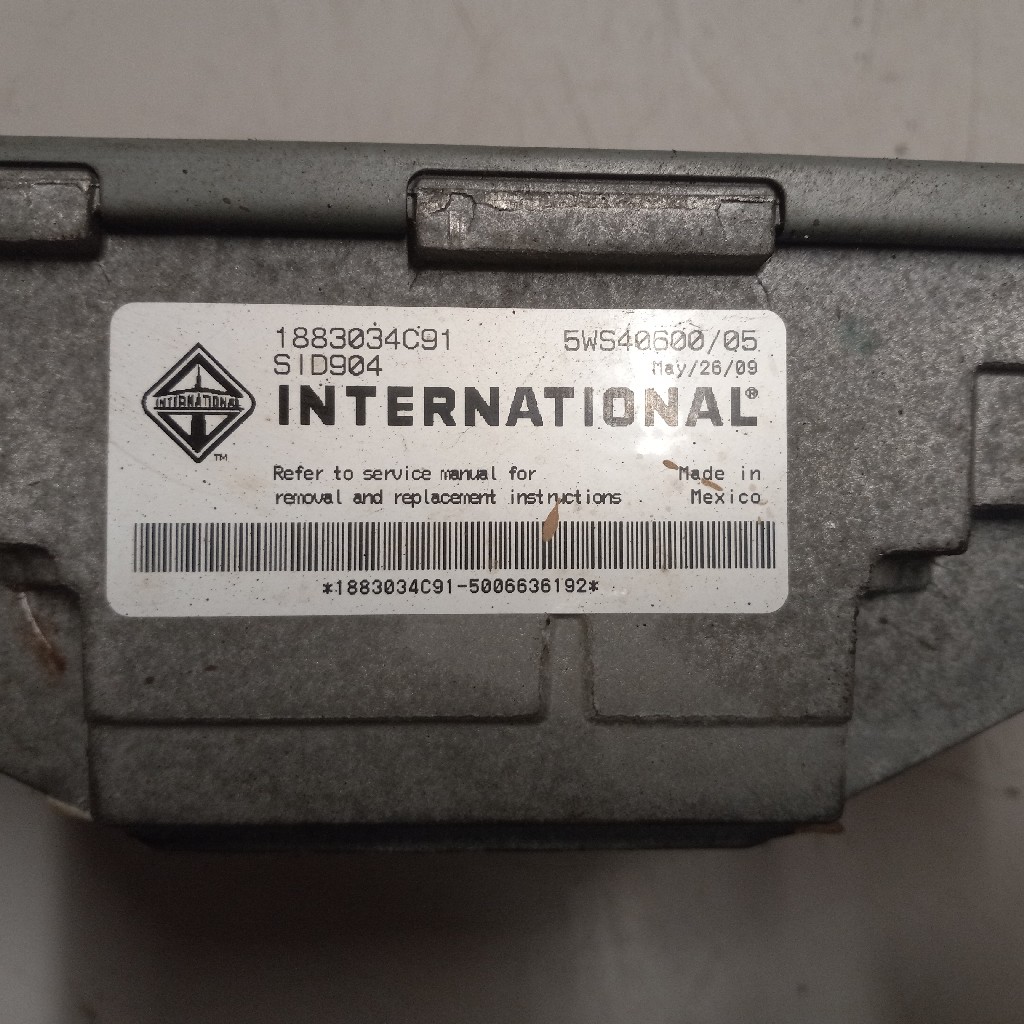 1883034C91 5WS40600/05
SID904 May/26/09
INTERNATIONAL®
INTERNATIONAL
TM
Refer to service manual for Made in
removal and replacement instructions Mexico
*1883034C91-5006636192*